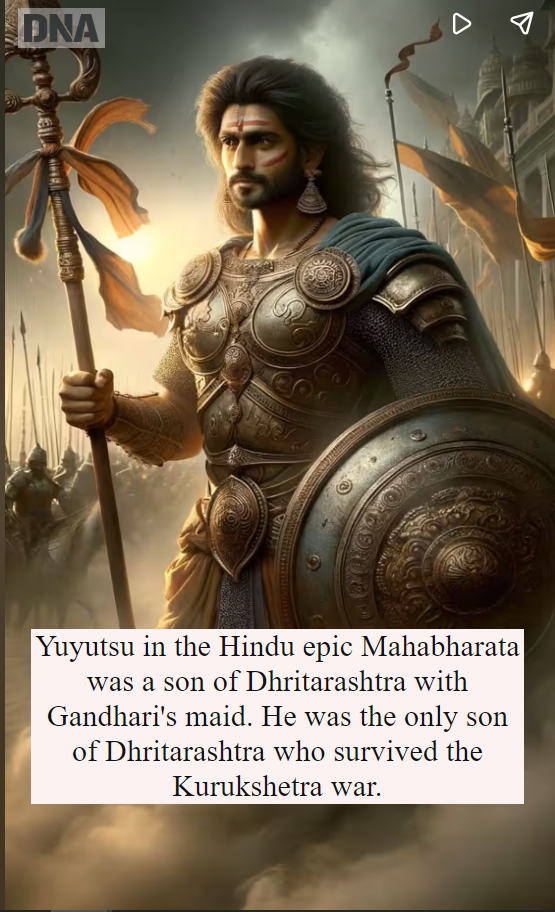 DNA
Yuyutsu in the Hindu epic Mahabharata
was a son of Dhritarashtra with
Gandhari's maid. He was the only son
of Dhritarashtra who survived the
Kurukshetra war.